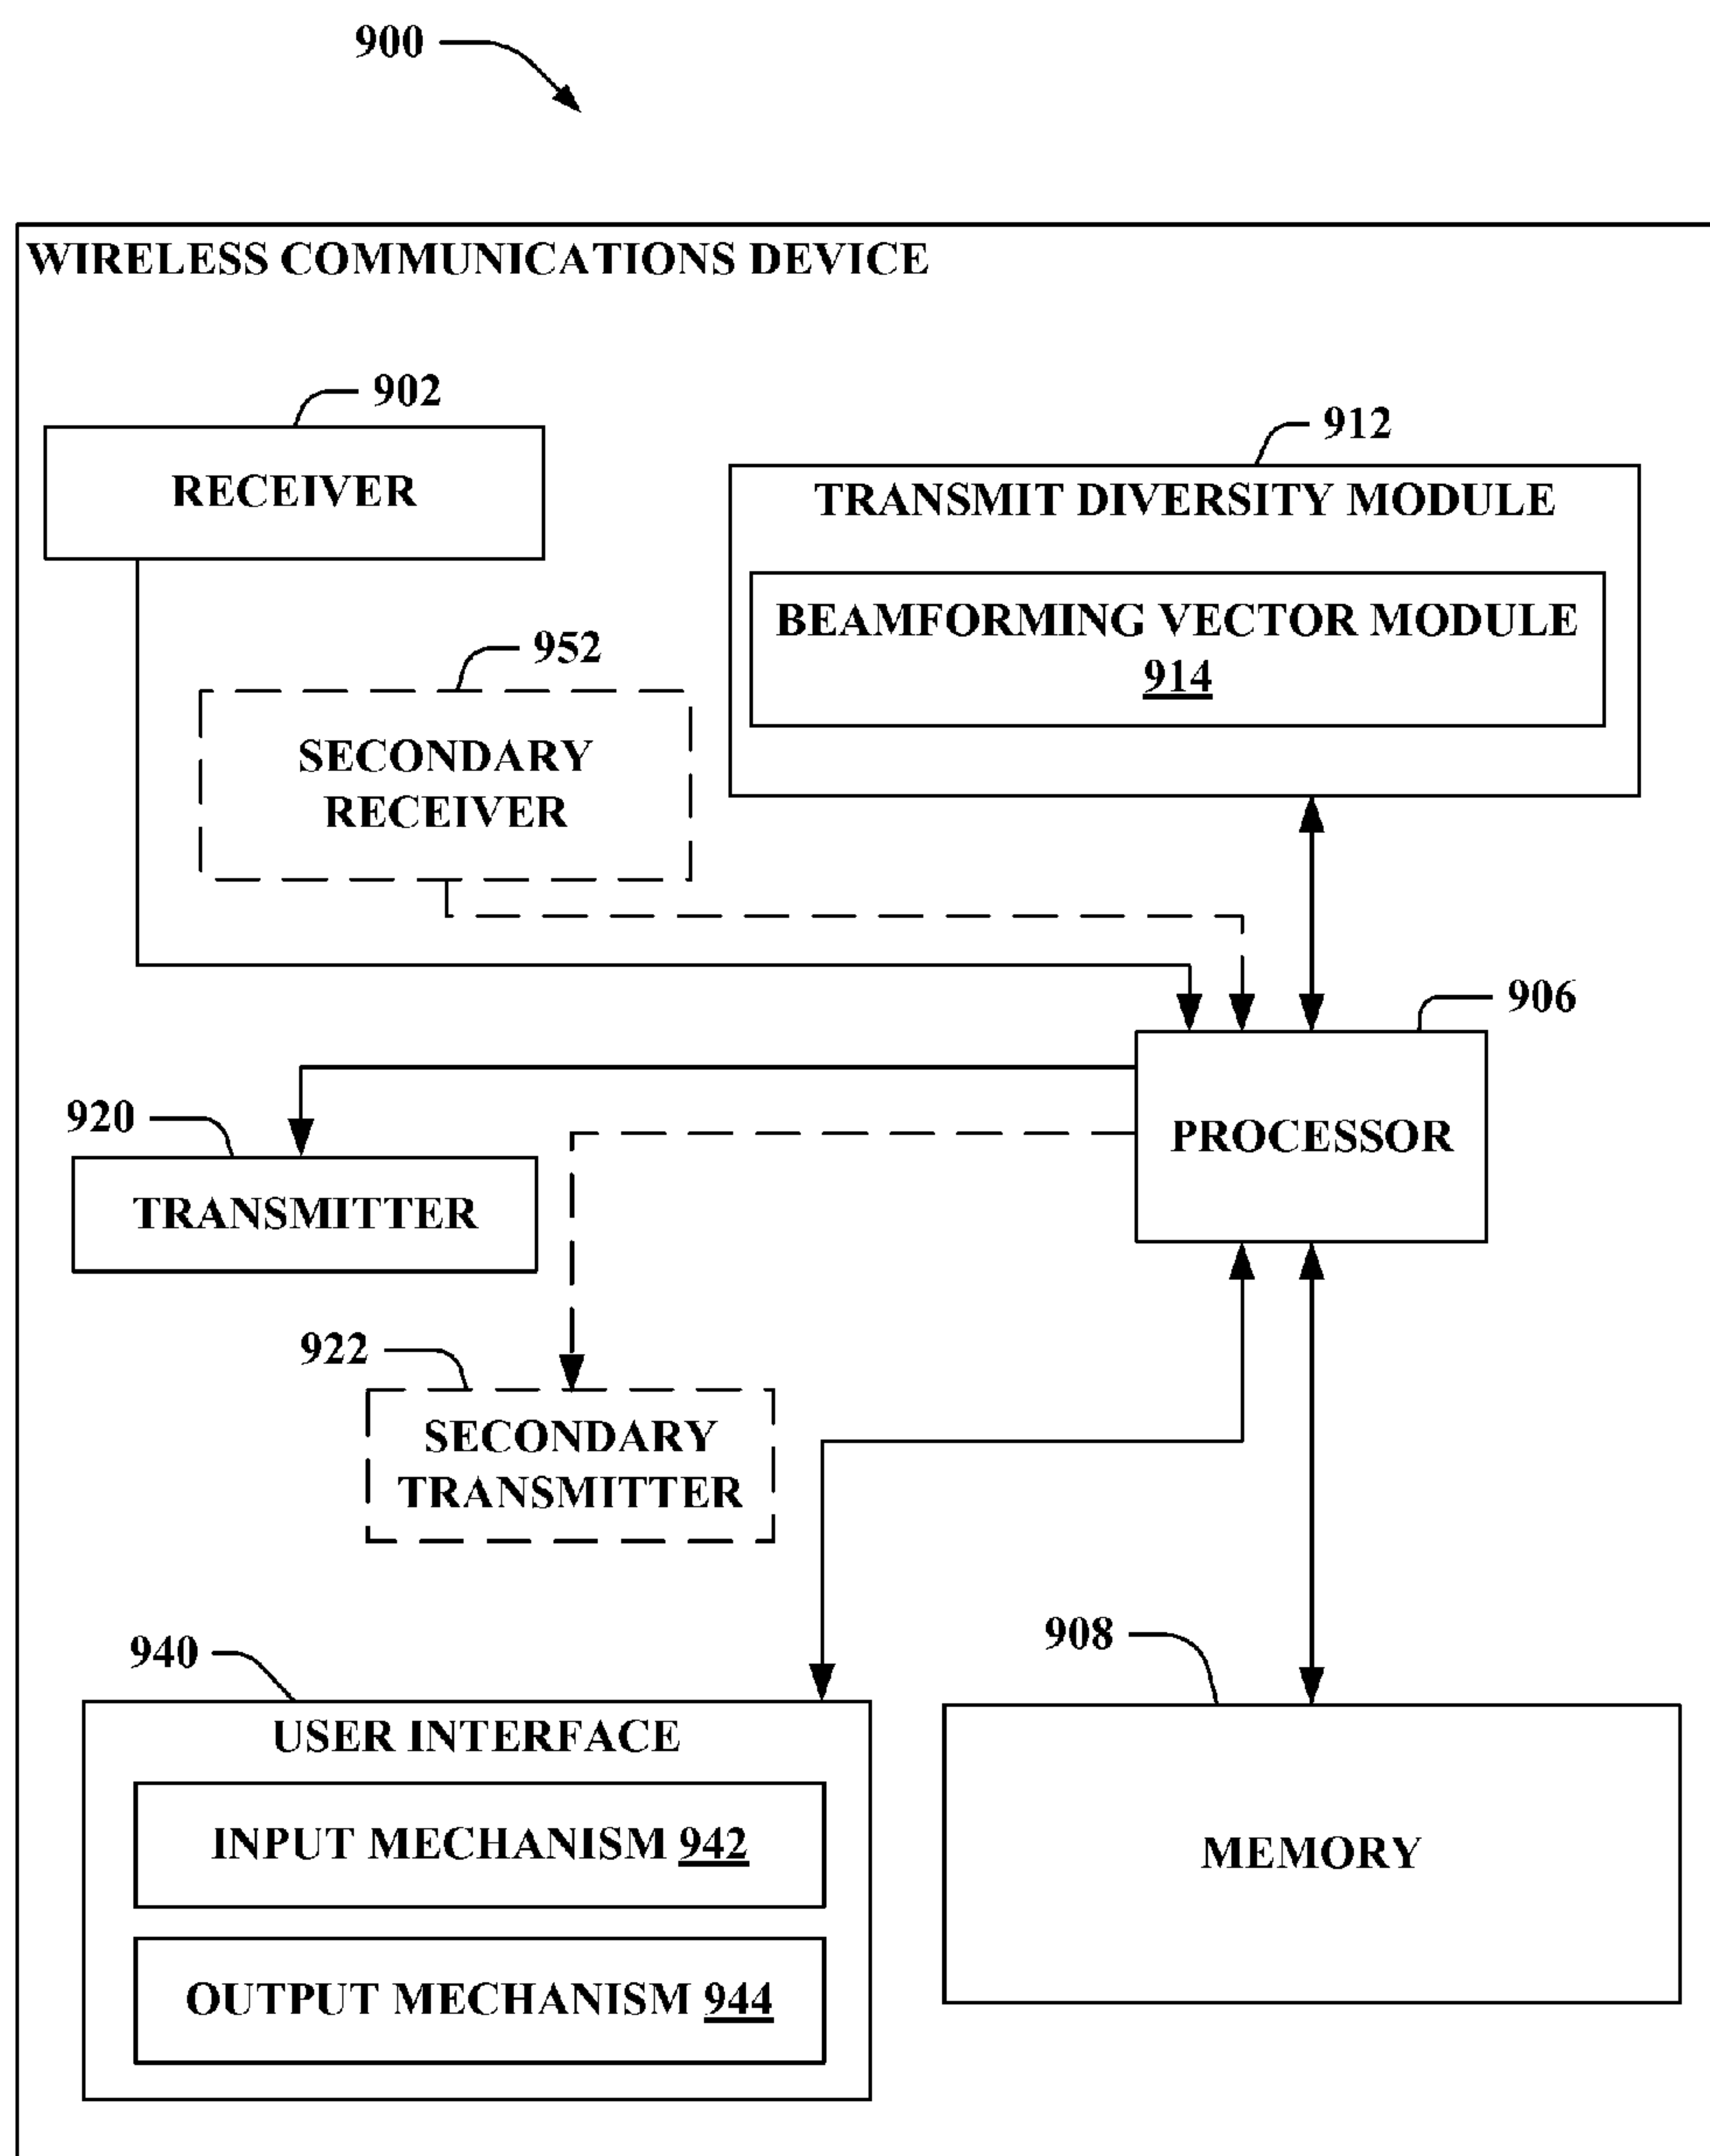 900
WIRELESS COMMUNICATIONS DEVICE
902
RECEIVER
912
TRANSMIT DIVERSITY MODULE
BEAMFORMING VECTOR MODULE
914
952
SECONDARY
RECEIVER
906
PROCESSOR
920
TRANSMITTER
922
SECONDARY
TRANSMITTER
940
USER INTERFACE
INPUT MECHANISM 942
OUTPUT MECHANISM 944
908
MEMORY